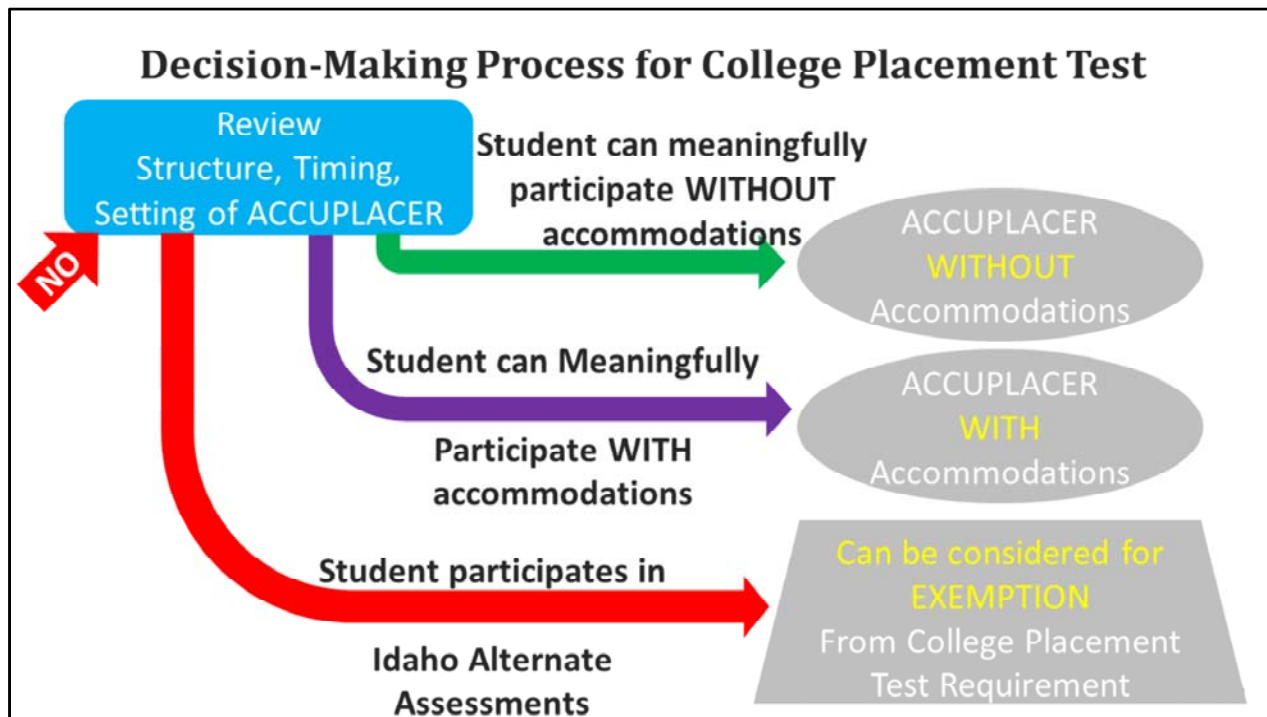 Decision-Making Process for College Placement Test
Review
Structure, Timing,
Setting of ACCUPLACER
NO
Student can meaningfully
participate WITHOUT
accommodations
ACCUPLACER
WITHOUT
Accommodations
Student can Meaningfully
Participate WITH
accommodations
ACCUPLACER
WITH
Accommodations
Student participates in
Idaho Alternate
Assessments
Can be considered for
EXEMPTION
From College Placement
Test Requirement